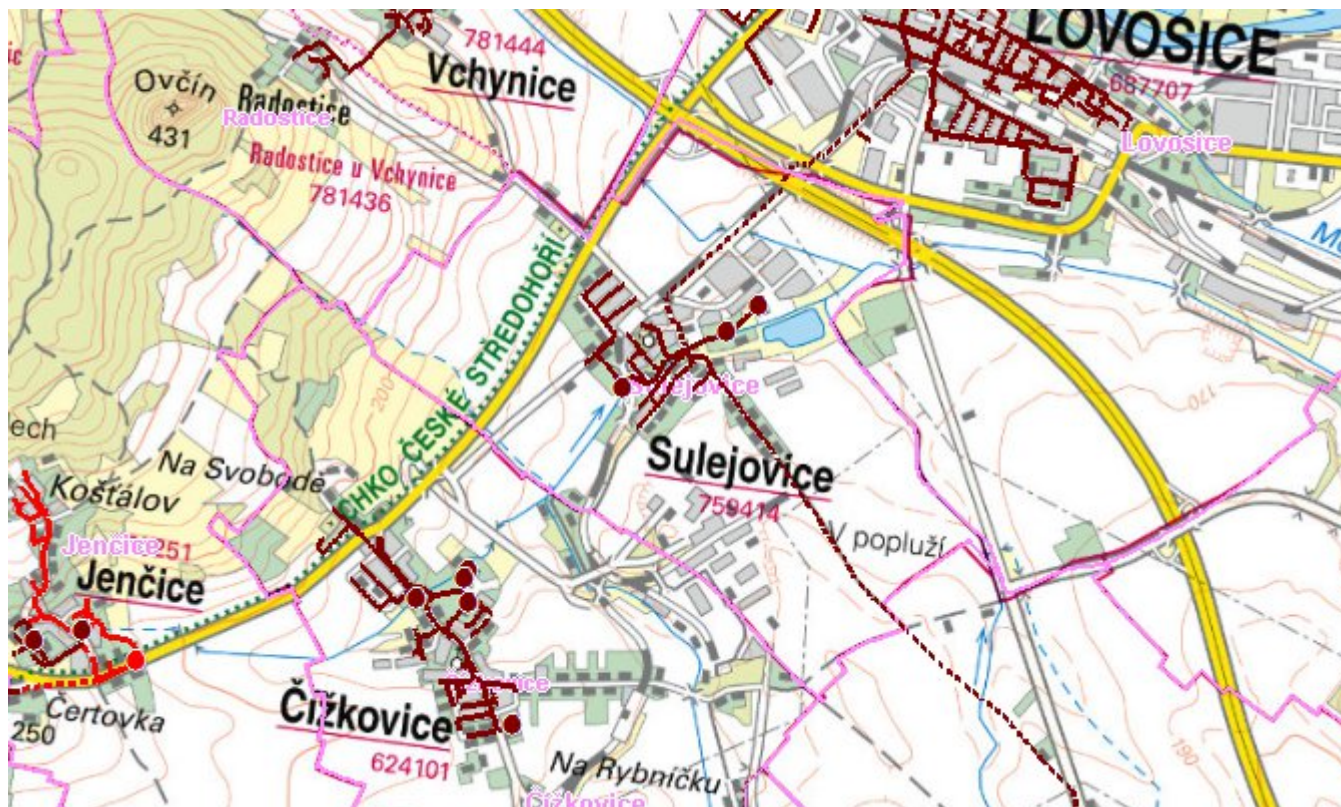 LOVOSICE
781444
Vchynice
687707
Ovčín
Radostice
Radostice
431
Lovosice
Radostice u Vchynice
781436
CHKO ČESKÉ STŘEDOHOŘÍ
200
170
ech
Na Svobodě
Sulejovice
Košťálov
759414
Jenčice
251
V popluží
Jenčice
Čertovka
250
Čížkovice
190
624101
Na Rybníčku
Čížkovice